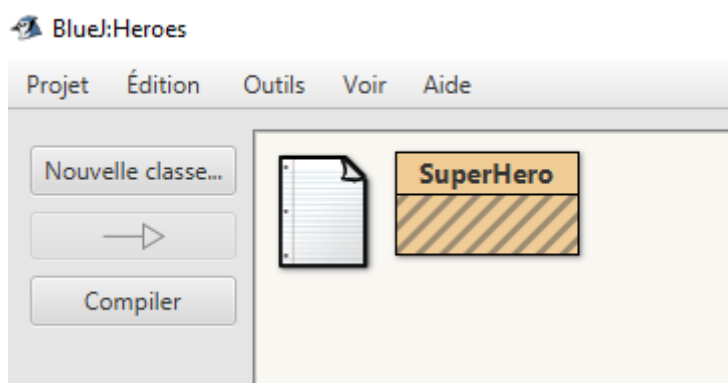 BlueJ:Heroes
Projet Édition Outils Voir Aide
Nouvelle classe...
SuperHero
Compiler